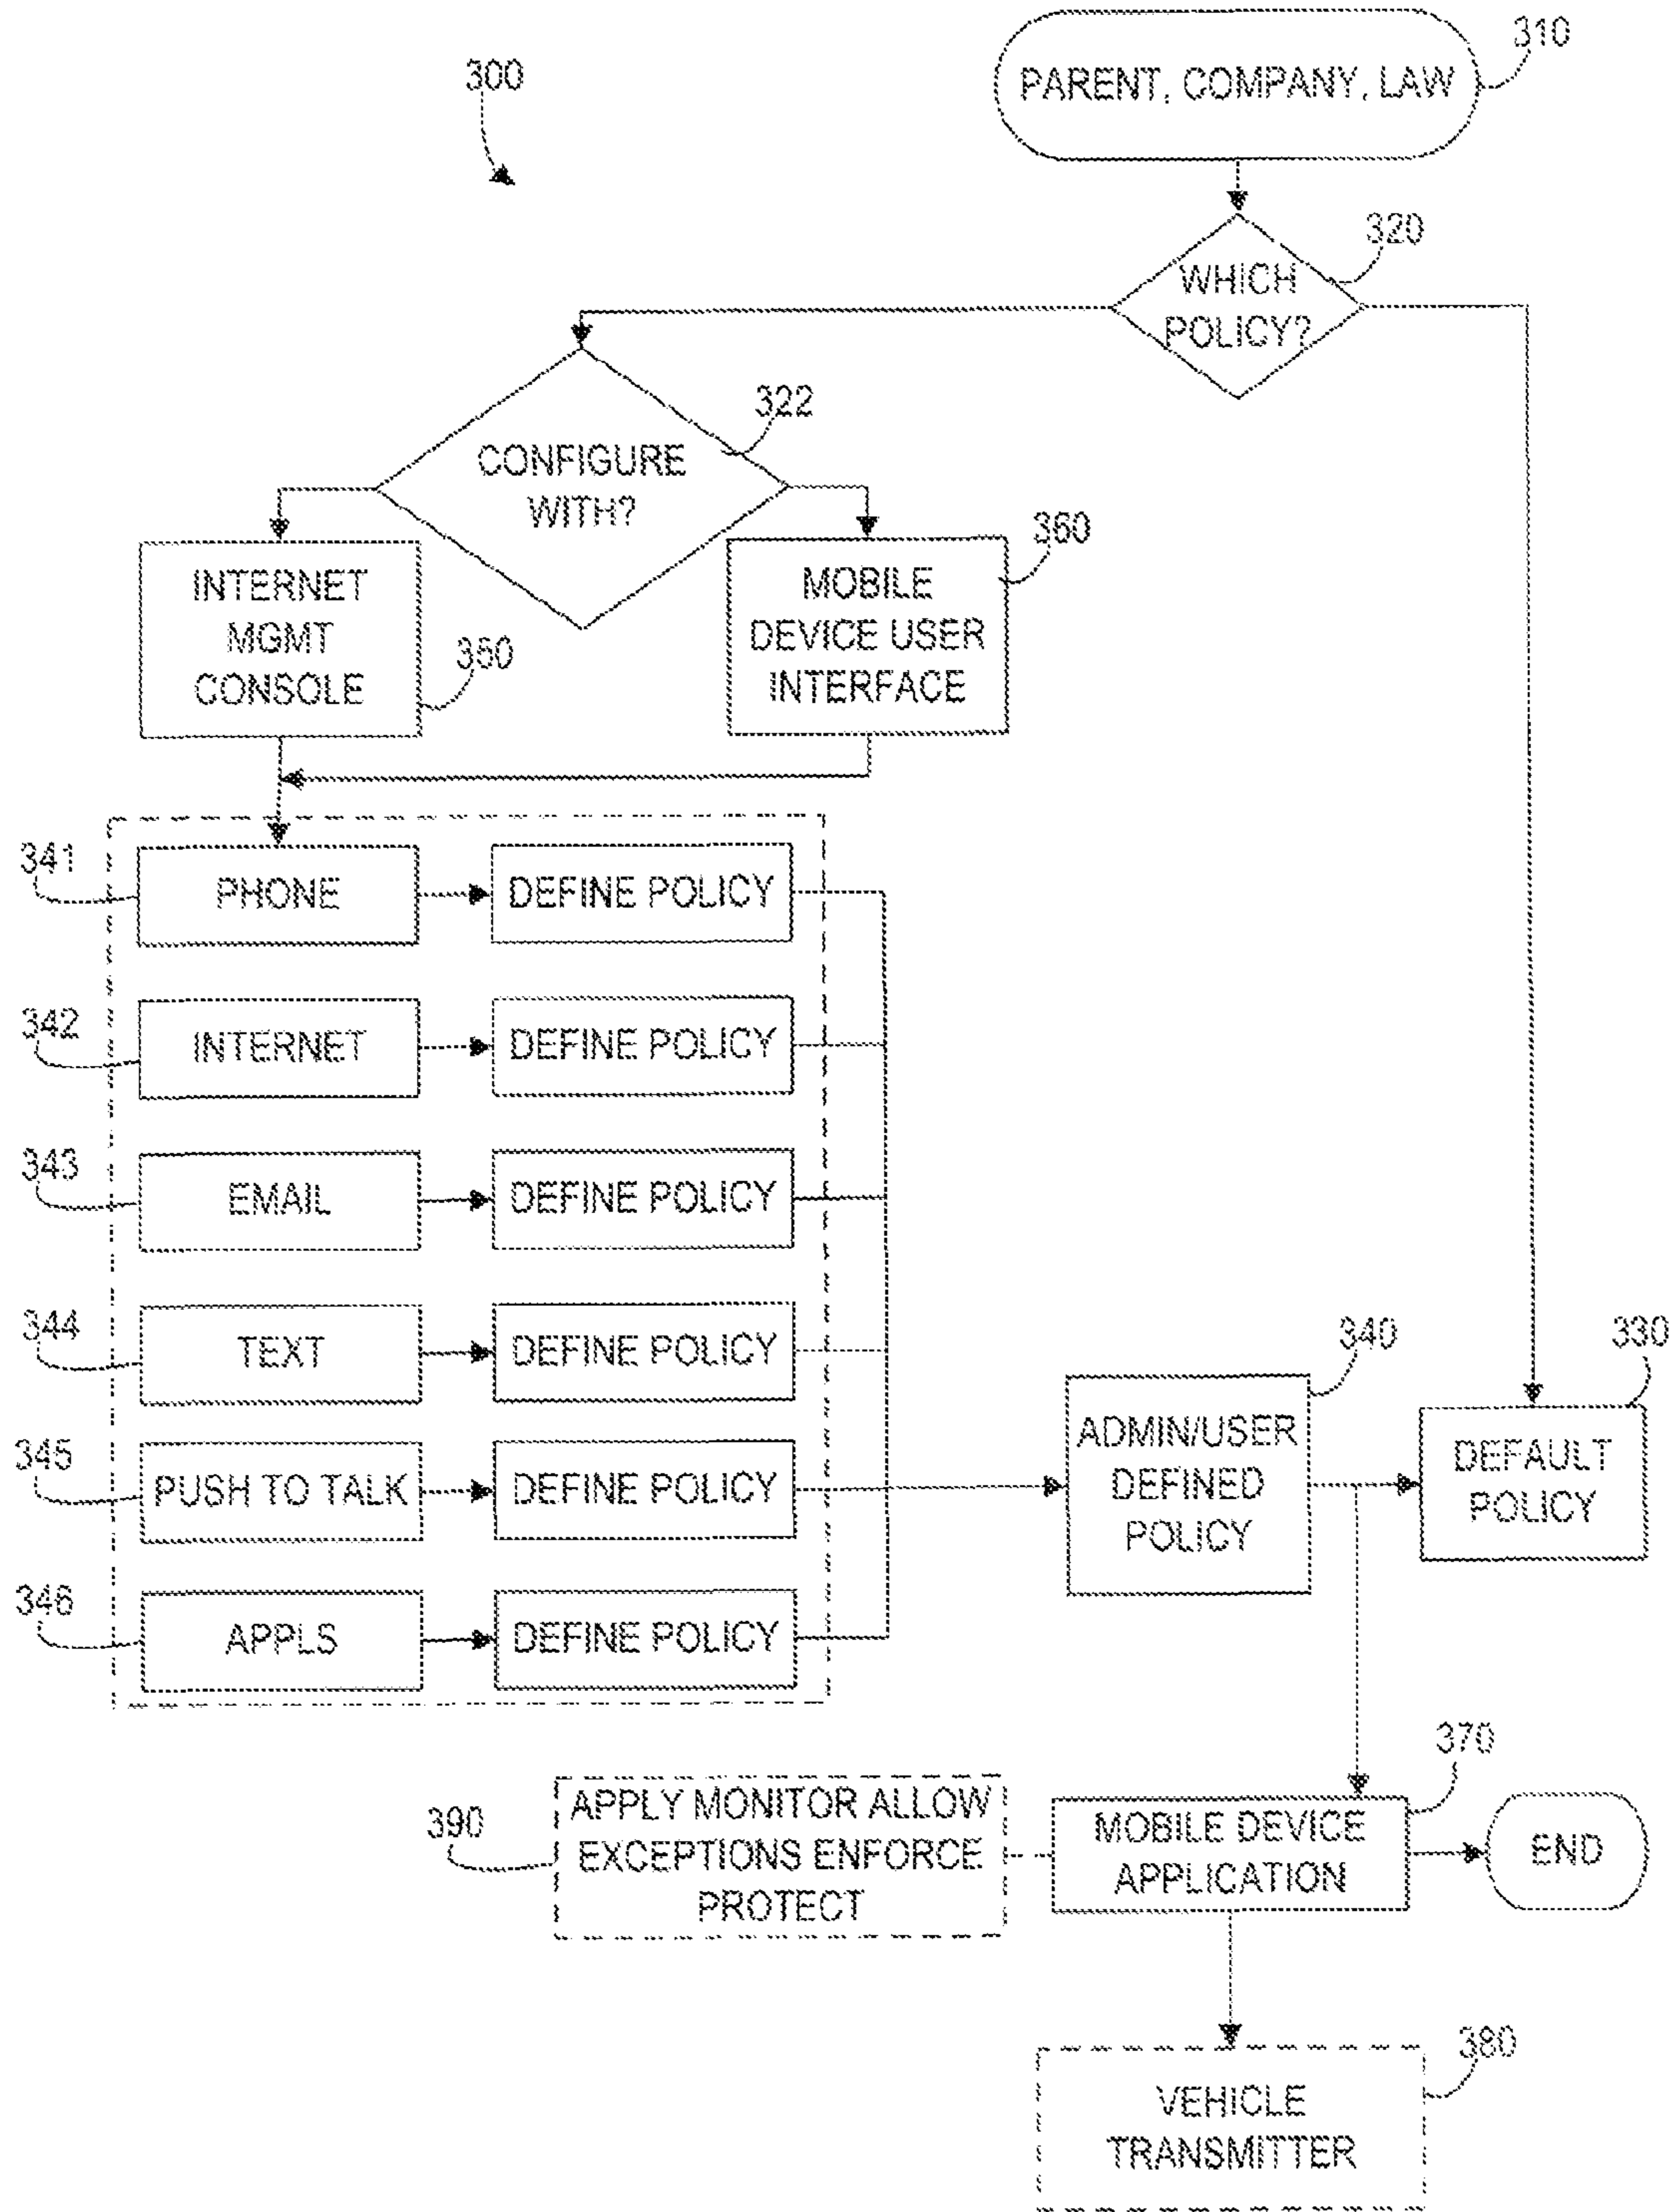 310
PARENT, COMPANY, LAW
300
320
WHICH
POLICY?
322
CONFIGURE
WITH?
360
INTERNET
MGMT
CONSOLE
350
MOBILE
DEVICE USER
INTERFACE
341
PHONE
DEFINE POLICY
342
INTERNET
DEFINE POLICY
343
EMAIL
DEFINE POLICY
344
TEXT
DEFINE POLICY
340
330
ADMIN/USER
DEFINED
POLICY
DEFAULT
POLICY
345
PUSH TO TALK
DEFINE POLICY
346
APPLS
DEFINE POLICY
370
390
APPLY MONITOR ALLOW
EXCEPTIONS ENFORCE
PROTECT
MOBILE DEVICE
APPLICATION
END
380
VEHICLE
TRANSMITTER